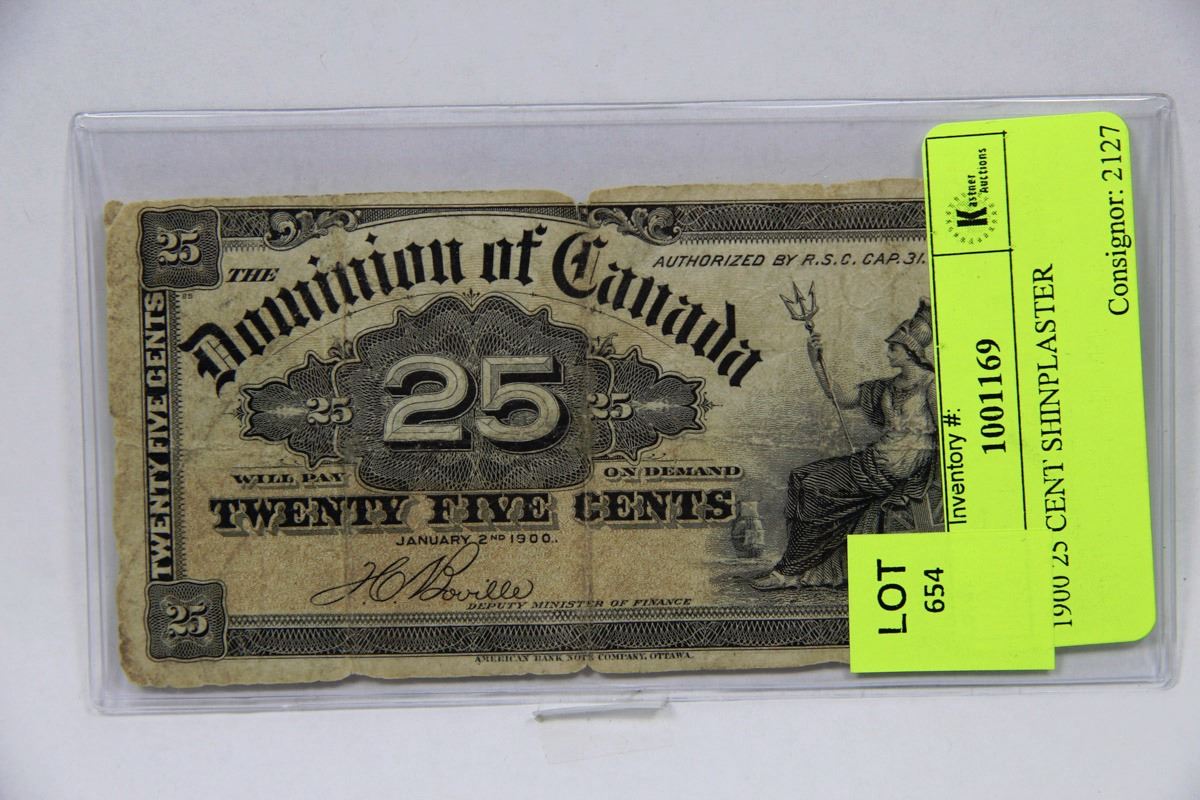 25
THE
Dominion of Canada
AUTHORIZED BY R.S.C. CAP. 31.
TWENTY FIVE CENTS
25
25
25
WILL PAY
ON DEMAND
TWENTY FIVE CENTS
JANUARY 2ND 1900.
H C Boville
DEPUTY MINISTER OF FINANCE
25
AMERICAN BANK NOTE COMPANY, OTTAWA.
Kastner
Auctions
Inventory #:
1001169
1900 25 CENT SHINPLASTER
Consignor: 2127
LOT
654